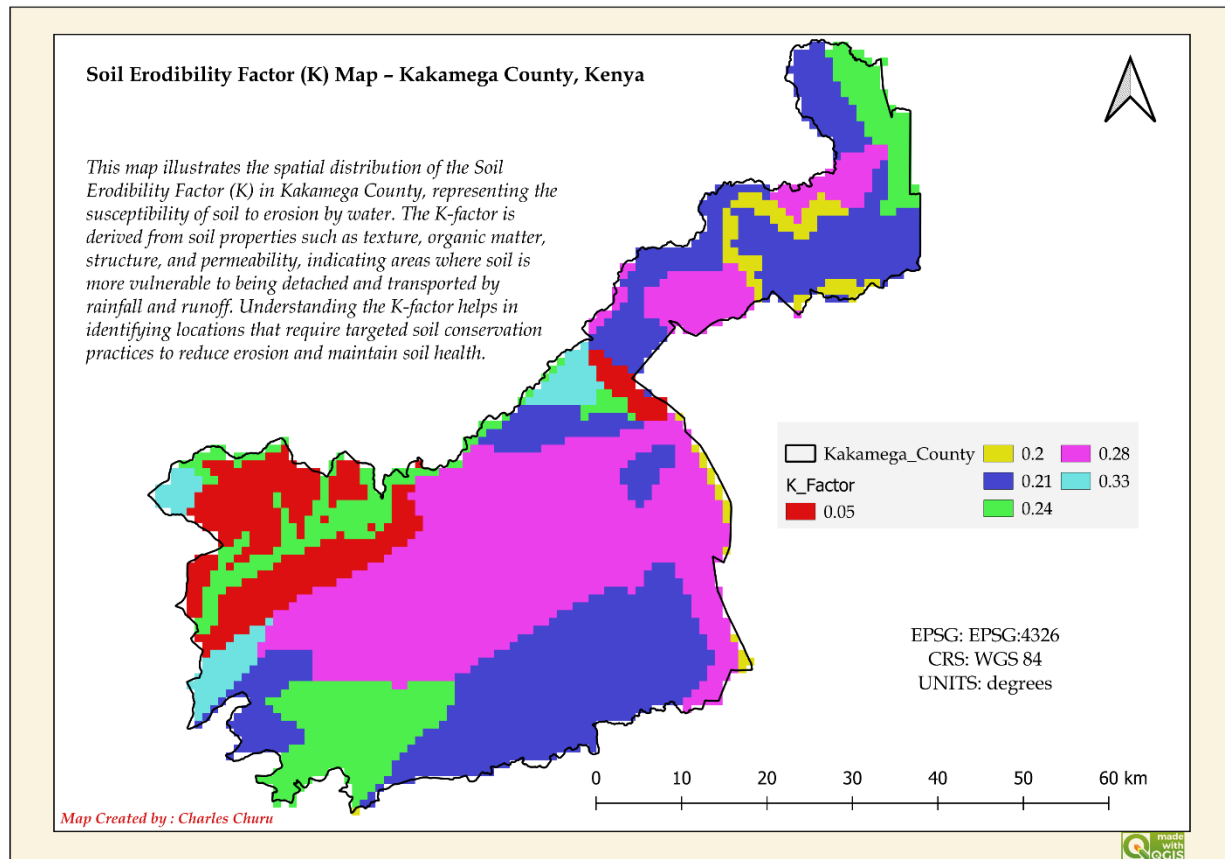 Soil Erodibility Factor (K) Map – Kakamega County, Kenya
This map illustrates the spatial distribution of the Soil
Erodibility Factor (K) in Kakamega County, representing the
susceptibility of soil to erosion by water. The K-factor is
derived from soil properties such as texture, organic matter,
structure, and permeability, indicating areas where soil is
more vulnerable to being detached and transported by
rainfall and runoff. Understanding the K-factor helps in
identifying locations that require targeted soil conservation
practices to reduce erosion and maintain soil health.
Kakamega_County
K_Factor
0.05
0.2
0.21
0.24
0.28
0.33
EPSG: EPSG:4326
CRS: WGS 84
UNITS: degrees
0 10 20 30 40 50 60 km
Map Created by : Charles Churu
made
with
QGIS